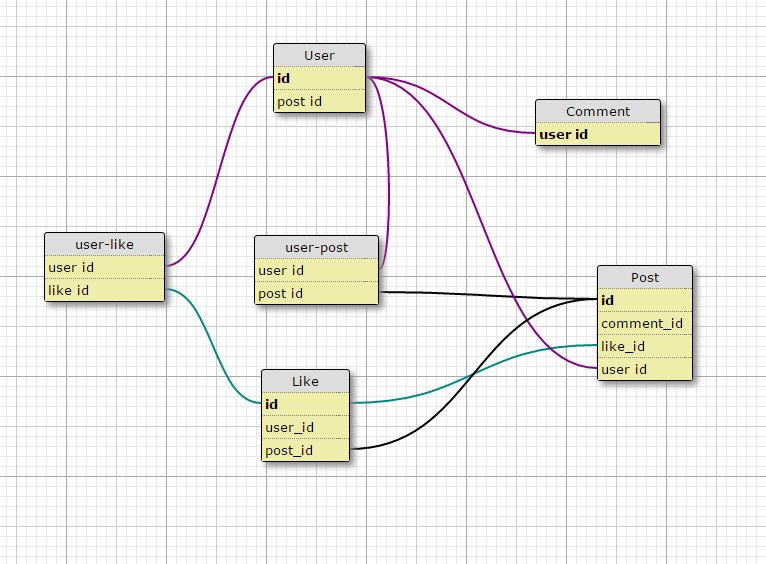 User
id
post id
Comment
user id
user-like
user id
like id
user-post
user id
post id
Post
id
comment_id
like_id
user id
Like
id
user_id
post_id